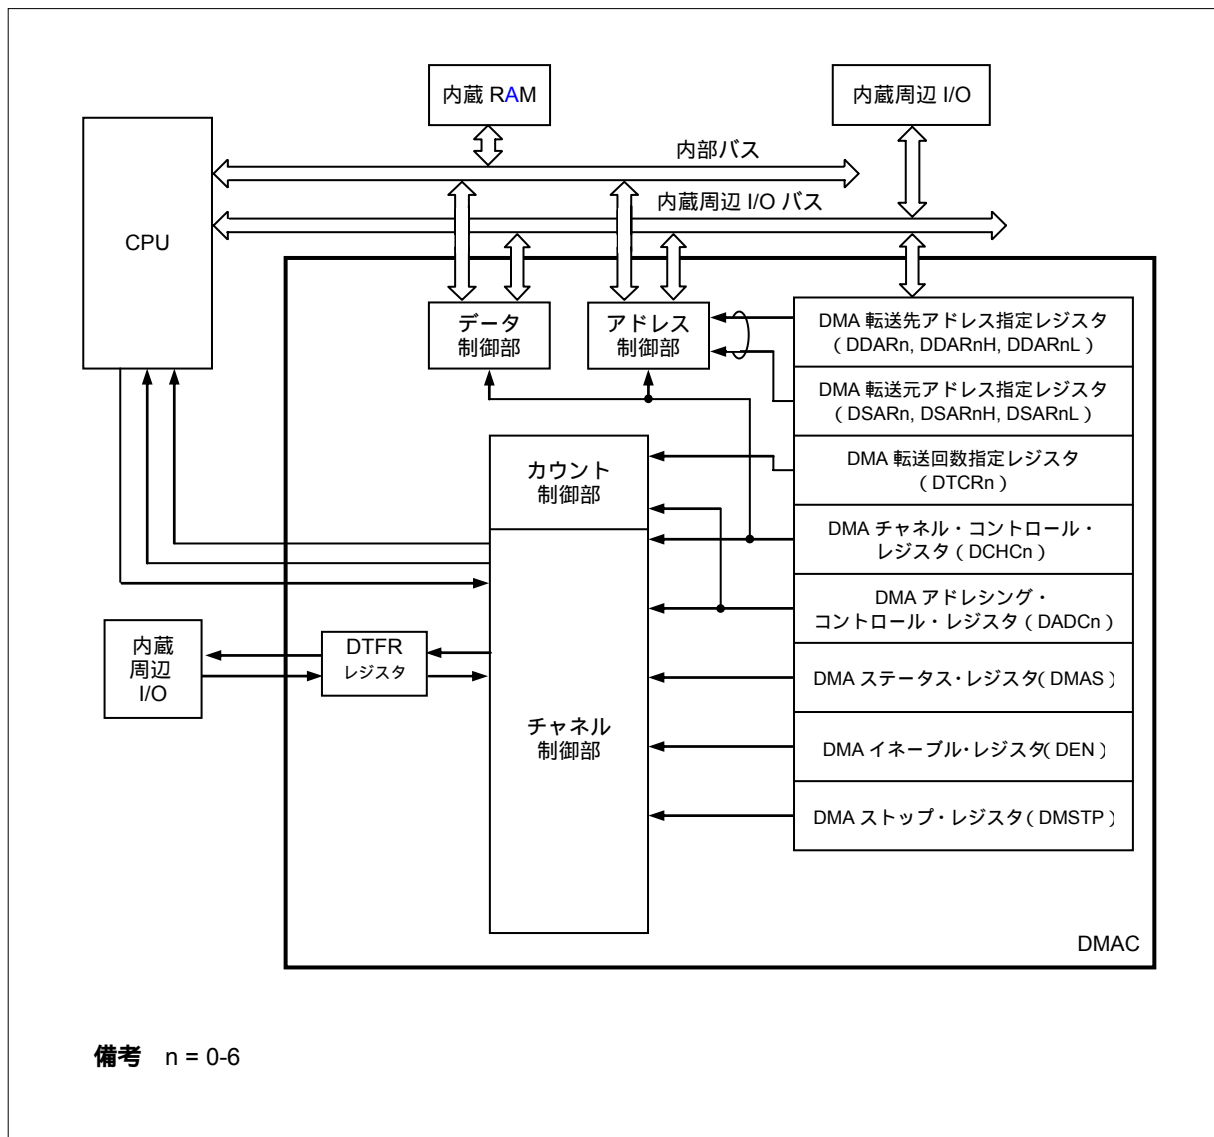 内蔵 RAM
内蔵周辺 I/O
内部バス
内蔵周辺 I/O バス
CPU
データ
制御部
アドレス
制御部
DMA 転送先アドレス指定レジスタ
( DDARn, DDARnH, DDARnL )
DMA 転送元アドレス指定レジスタ
( DSARn, DSARnH, DSARnL )
カウント
制御部
DMA 転送回数指定レジスタ
( DTCRn )
DMA チャネル・コントロール・
レジスタ ( DCHCn )
DMA アドレシング・
コントロール・レジスタ ( DADCn )
内蔵
周辺
I/O
DTFR
レジスタ
チャネル
制御部
DMA ステータス・レジスタ( DMAS )
DMA イネーブル・レジスタ( DEN )
DMA ストップ・レジスタ ( DMSTP )
DMAC
備考 n = 0-6